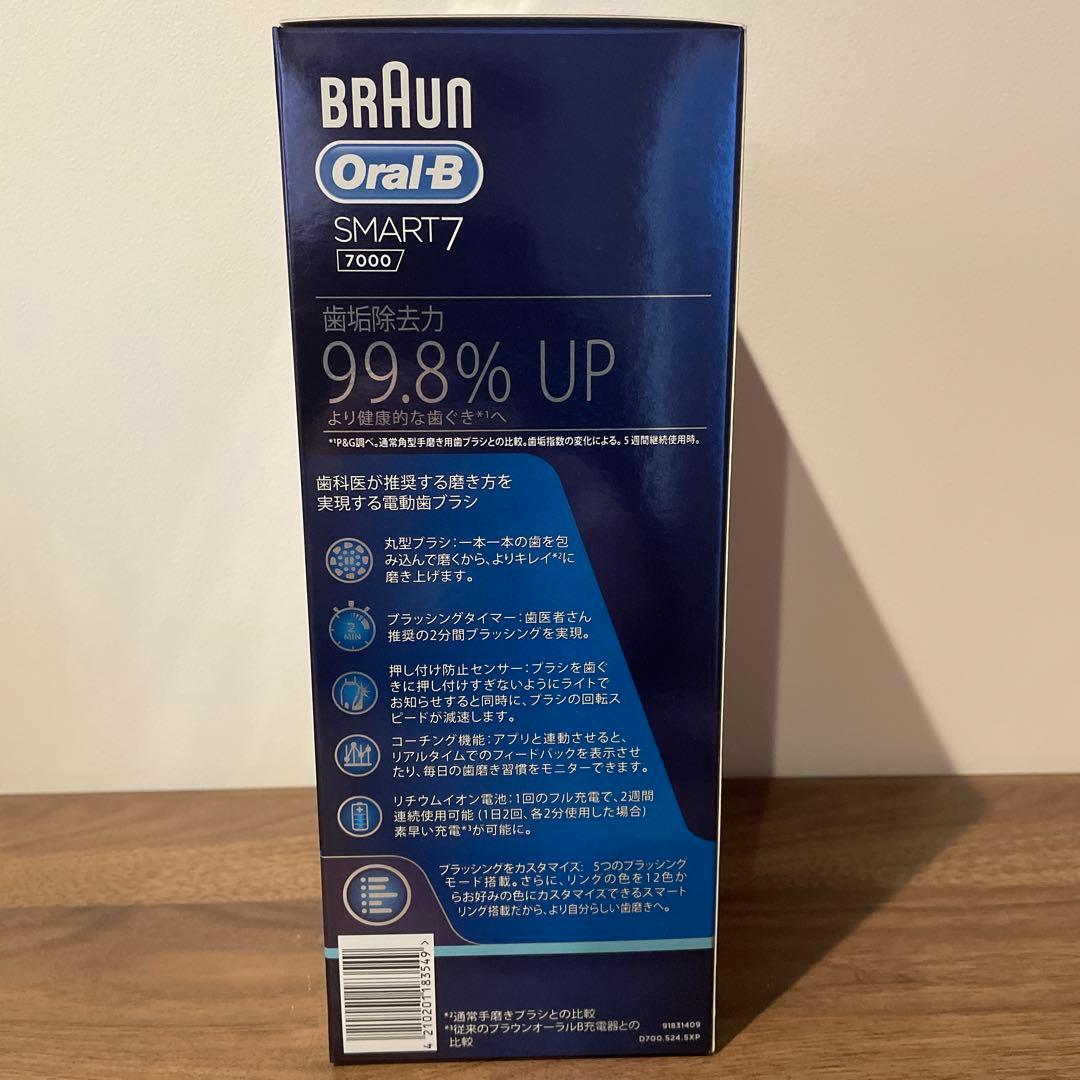 BRAUN
Oral-B
SMART7
7000
歯垢除去力
99.8% UP
より健康的な歯ぐき*¹へ
*¹P&G調べ。通常角型手磨き用歯ブラシとの比較。歯垢指数の変化による。5週間継続使用時。
歯科医が推奨する磨き方を
実現する電動歯ブラシ
丸型ブラシ：一本一本の歯を包
み込んで磨くから、よりキレイ*²に
磨き上げます。
2
MIN
ブラッシングタイマー：歯医者さん
推奨の2分間ブラッシングを実現。
押し付け防止センサー：ブラシを歯ぐ
きに押し付けすぎないようにライトで
お知らせすると同時に、ブラシの回転ス
ピードが減速します。
コーチング機能：アプリと連動させると、
リアルタイムでのフィードバックを表示させ
たり、毎日の歯磨き習慣をモニターできます。
リチウムイオン電池：1回のフル充電で、2週間
連続使用可能（1日2回、各2分使用した場合）
素早い充電*³が可能に。
ブラッシングをカスタマイズ： 5つのブラッシング
モード搭載。さらに、リングの色を12色か
らお好みの色にカスタマイズできるスマート
リング搭載だから、より自分らしい歯磨きへ。
4 210201 183549 >
*²通常手磨きブラシとの比較
*³従来のブラウンオーラルB充電器との
比較
91831409
D700.524.5XP